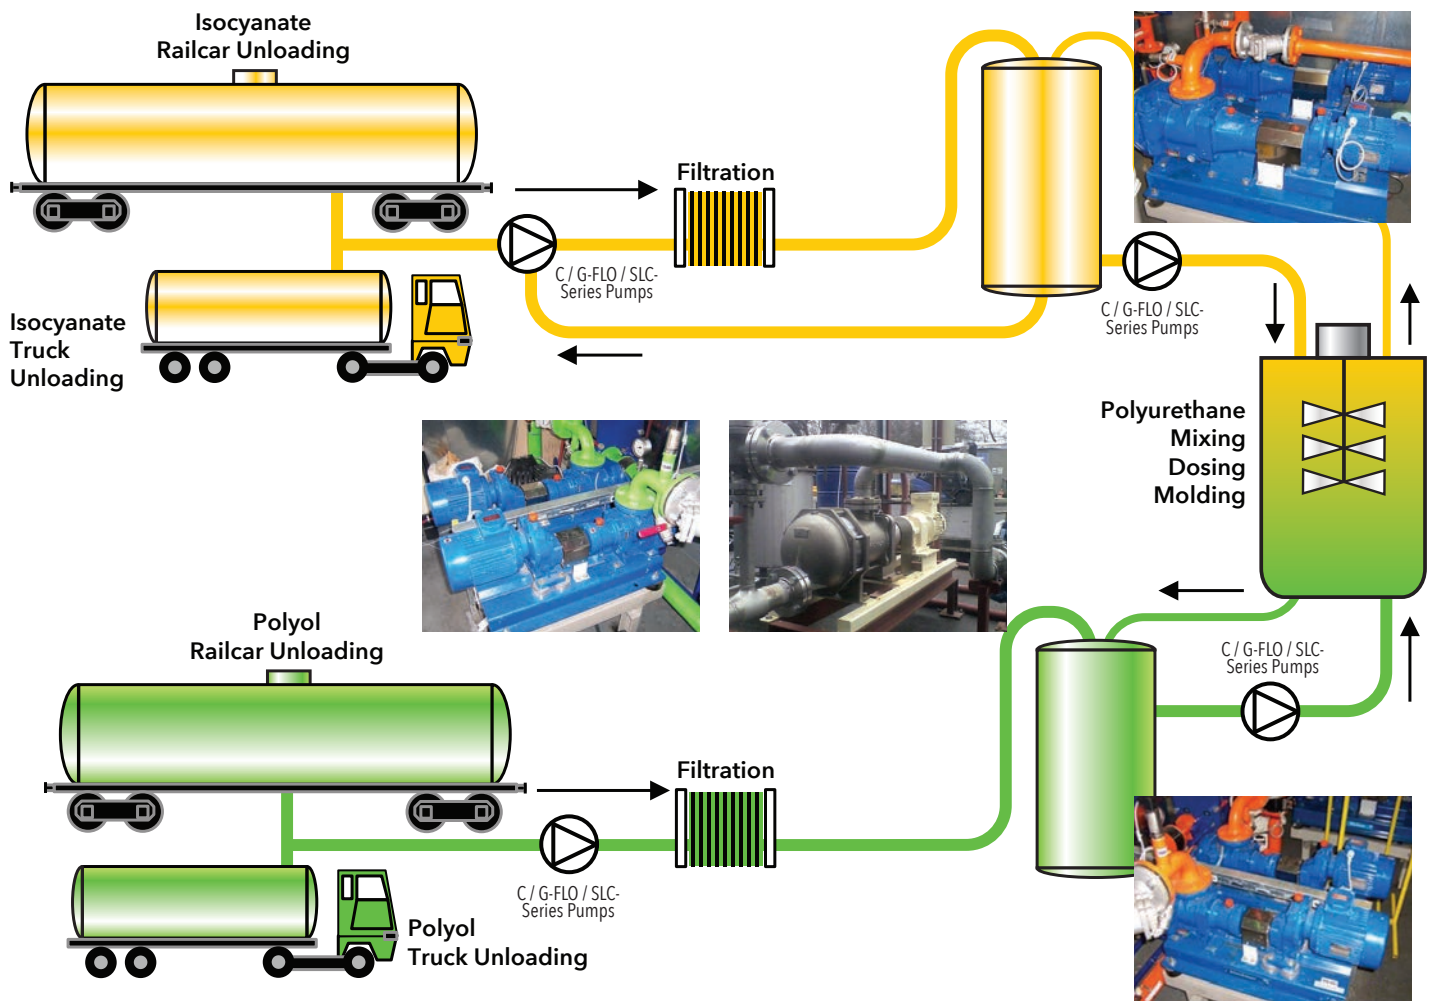 Isocyanate
Railcar Unloading
Filtration
C / G-FLO / SLC-
Series Pumps
C / G-FLO / SLC-
Series Pumps
Isocyanate
Truck
Unloading
Polyurethane
Mixing
Dosing
Molding
Polyol
Railcar Unloading
C / G-FLO / SLC-
Series Pumps
Filtration
C / G-FLO / SLC-
Series Pumps
Polyol
Truck Unloading